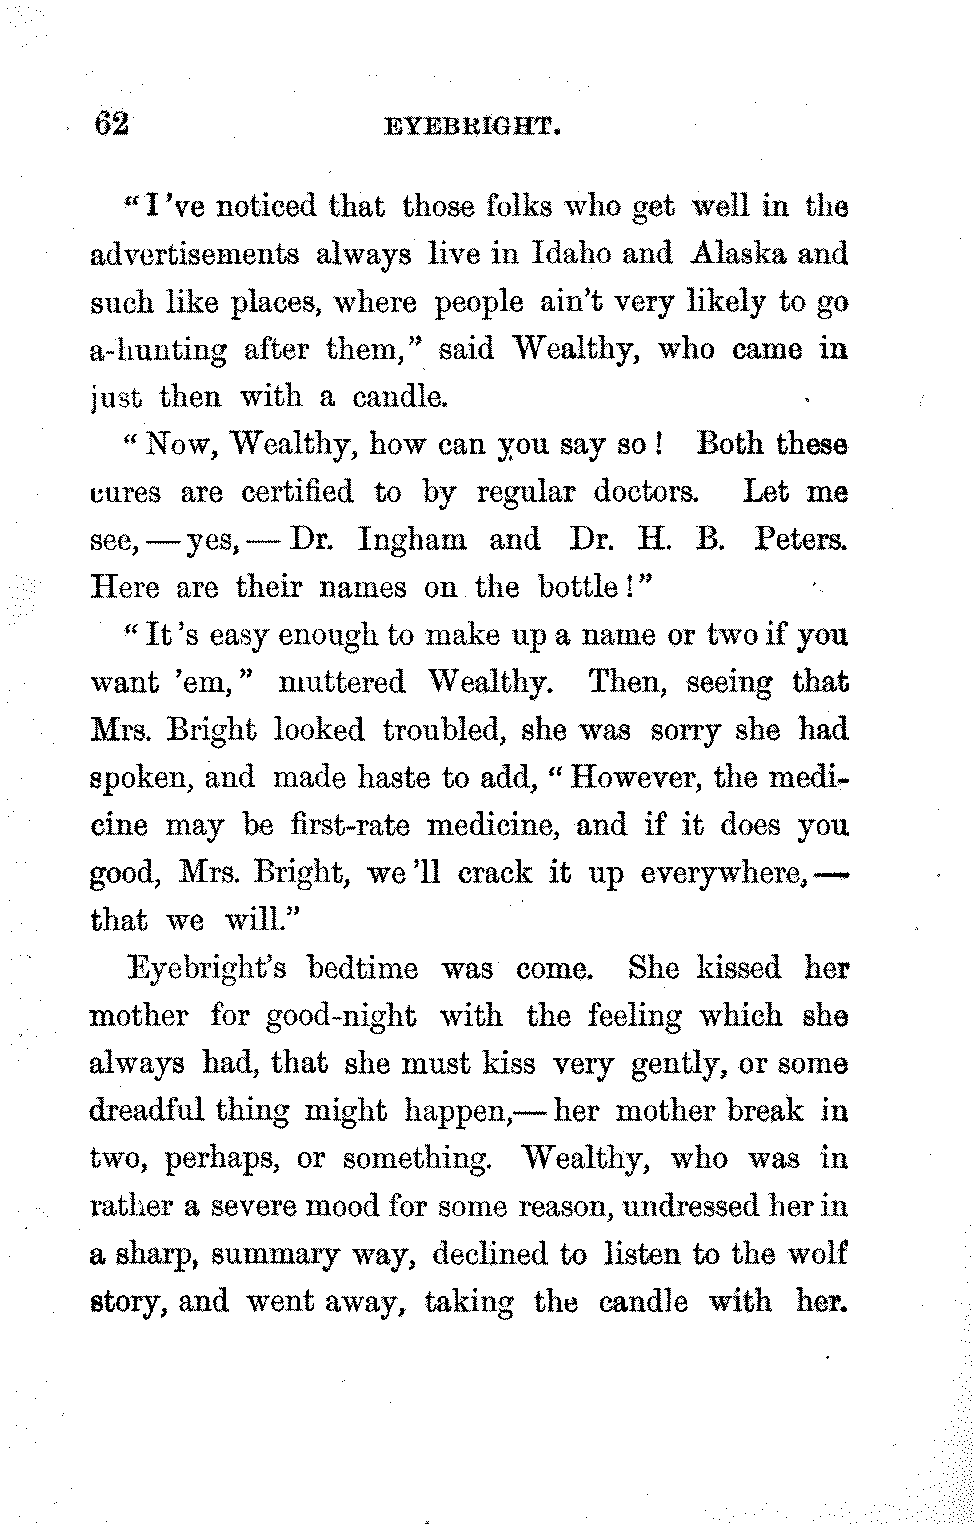 62 EYEBRIGHT.
"I've noticed that those folks who get well in the
advertisements always live in Idaho and Alaska and
such like places, where people ain't very likely to go
a-hunting after them," said Wealthy, who came in
just then with a candle.
"Now, Wealthy, how can you say so! Both these
cures are certified to by regular doctors. Let me
see,—yes,—Dr. Ingham and Dr. H. B. Peters.
Here are their names on the bottle!"
"It's easy enough to make up a name or two if you
want 'em," muttered Wealthy. Then, seeing that
Mrs. Bright looked troubled, she was sorry she had
spoken, and made haste to add, "However, the medi-
cine may be first-rate medicine, and if it does you
good, Mrs. Bright, we'll crack it up everywhere,—
that we will."
Eyebright's bedtime was come. She kissed her
mother for good-night with the feeling which she
always had, that she must kiss very gently, or some
dreadful thing might happen,—her mother break in
two, perhaps, or something. Wealthy, who was in
rather a severe mood for some reason, undressed her in
a sharp, summary way, declined to listen to the wolf
story, and went away, taking the candle with her.